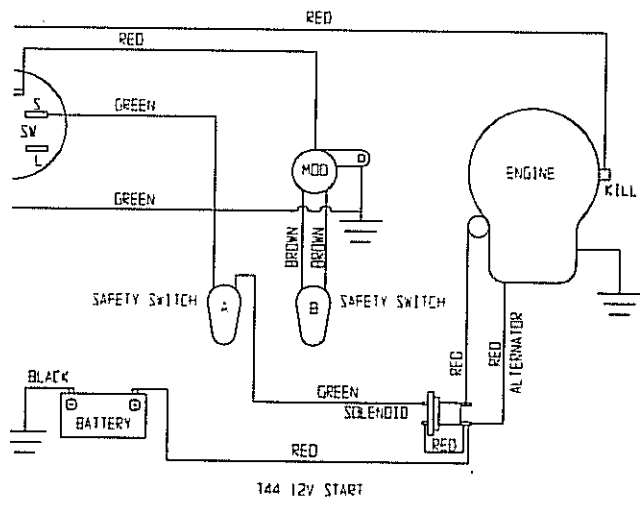 RED
RED
S
GREEN
SW
L
MOD
D
ENGINE
KILL
GREEN
BROWN
BROWN
SAFETY SWITCH
A
B
SAFETY SWITCH
RED
RED
ALTERNATOR
BLACK
GREEN
SOLENOID
- +
BATTERY
RED
RED
144 12V START